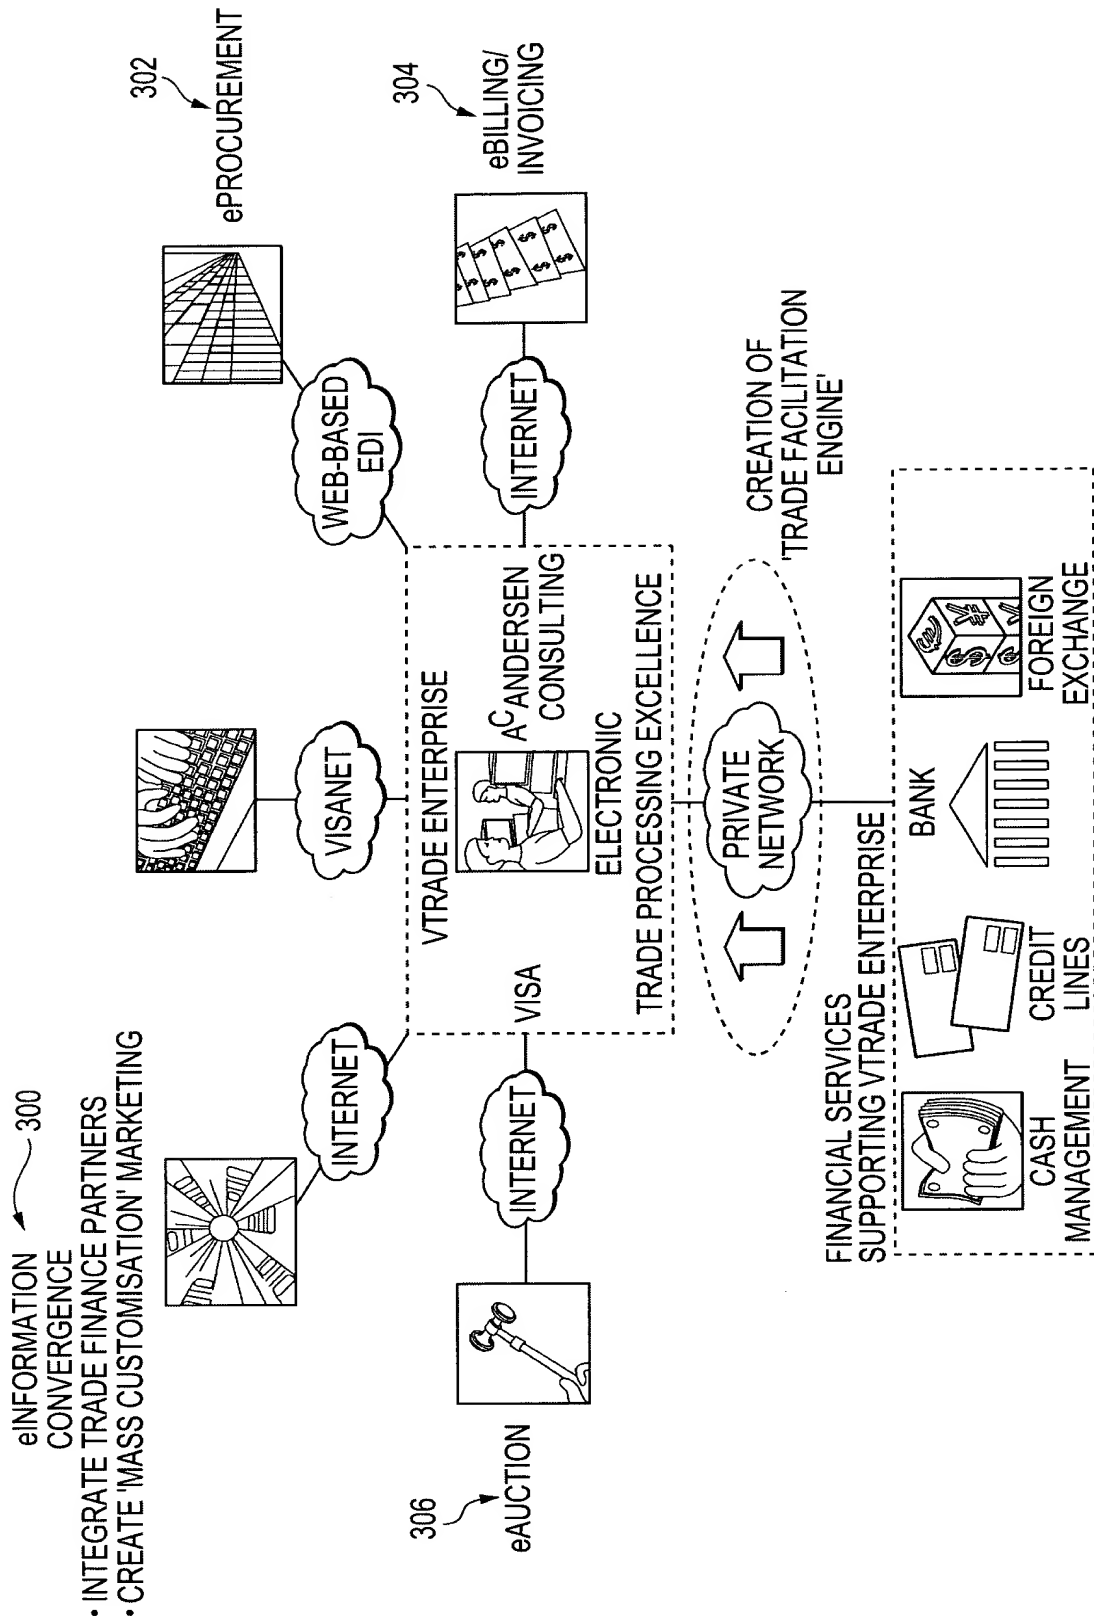 eINFORMATION
CONVERGENCE
300
• INTEGRATE TRADE FINANCE PARTNERS
• CREATE 'MASS CUSTOMISATION' MARKETING
302
ePROCUREMENT
INTERNET
VISANET
WEB-BASED
EDI
304
eBILLING/
INVOICING
306
eAUCTION
INTERNET
INTERNET
VTRADE ENTERPRISE
VISA
AC ANDERSEN
CONSULTING
ELECTRONIC
TRADE PROCESSING EXCELLENCE
PRIVATE
NETWORK
CREATION OF
'TRADE FACILITATION
ENGINE'
FINANCIAL SERVICES
SUPPORTING VTRADE ENTERPRISE
CASH
MANAGEMENT
CREDIT
LINES
BANK
FOREIGN
EXCHANGE